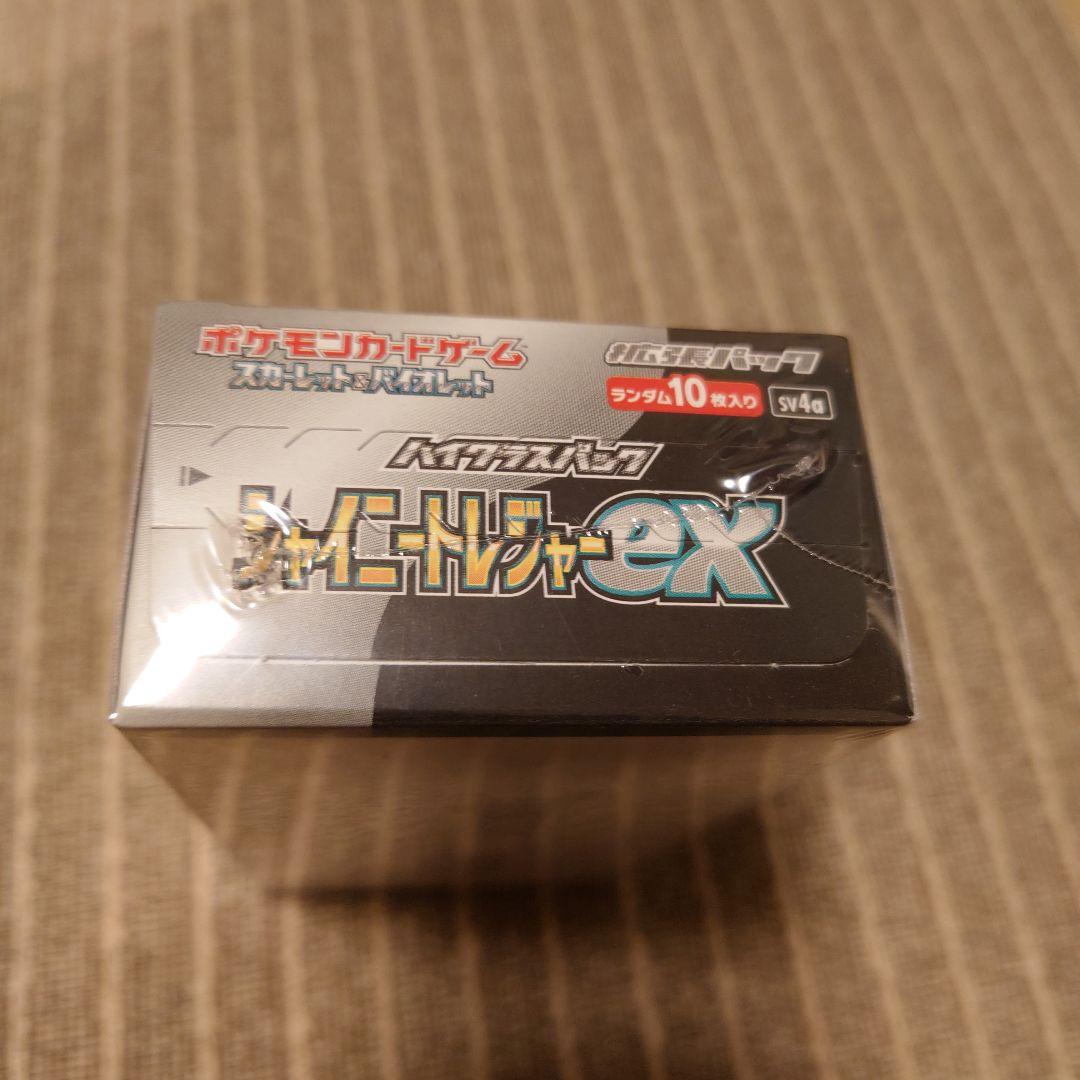 ポケモンカードゲーム
スカーレット&バイオレット
拡張パック
ランダム10枚入り
sv4a
ハイクラスパック
シャイニートレジャーex